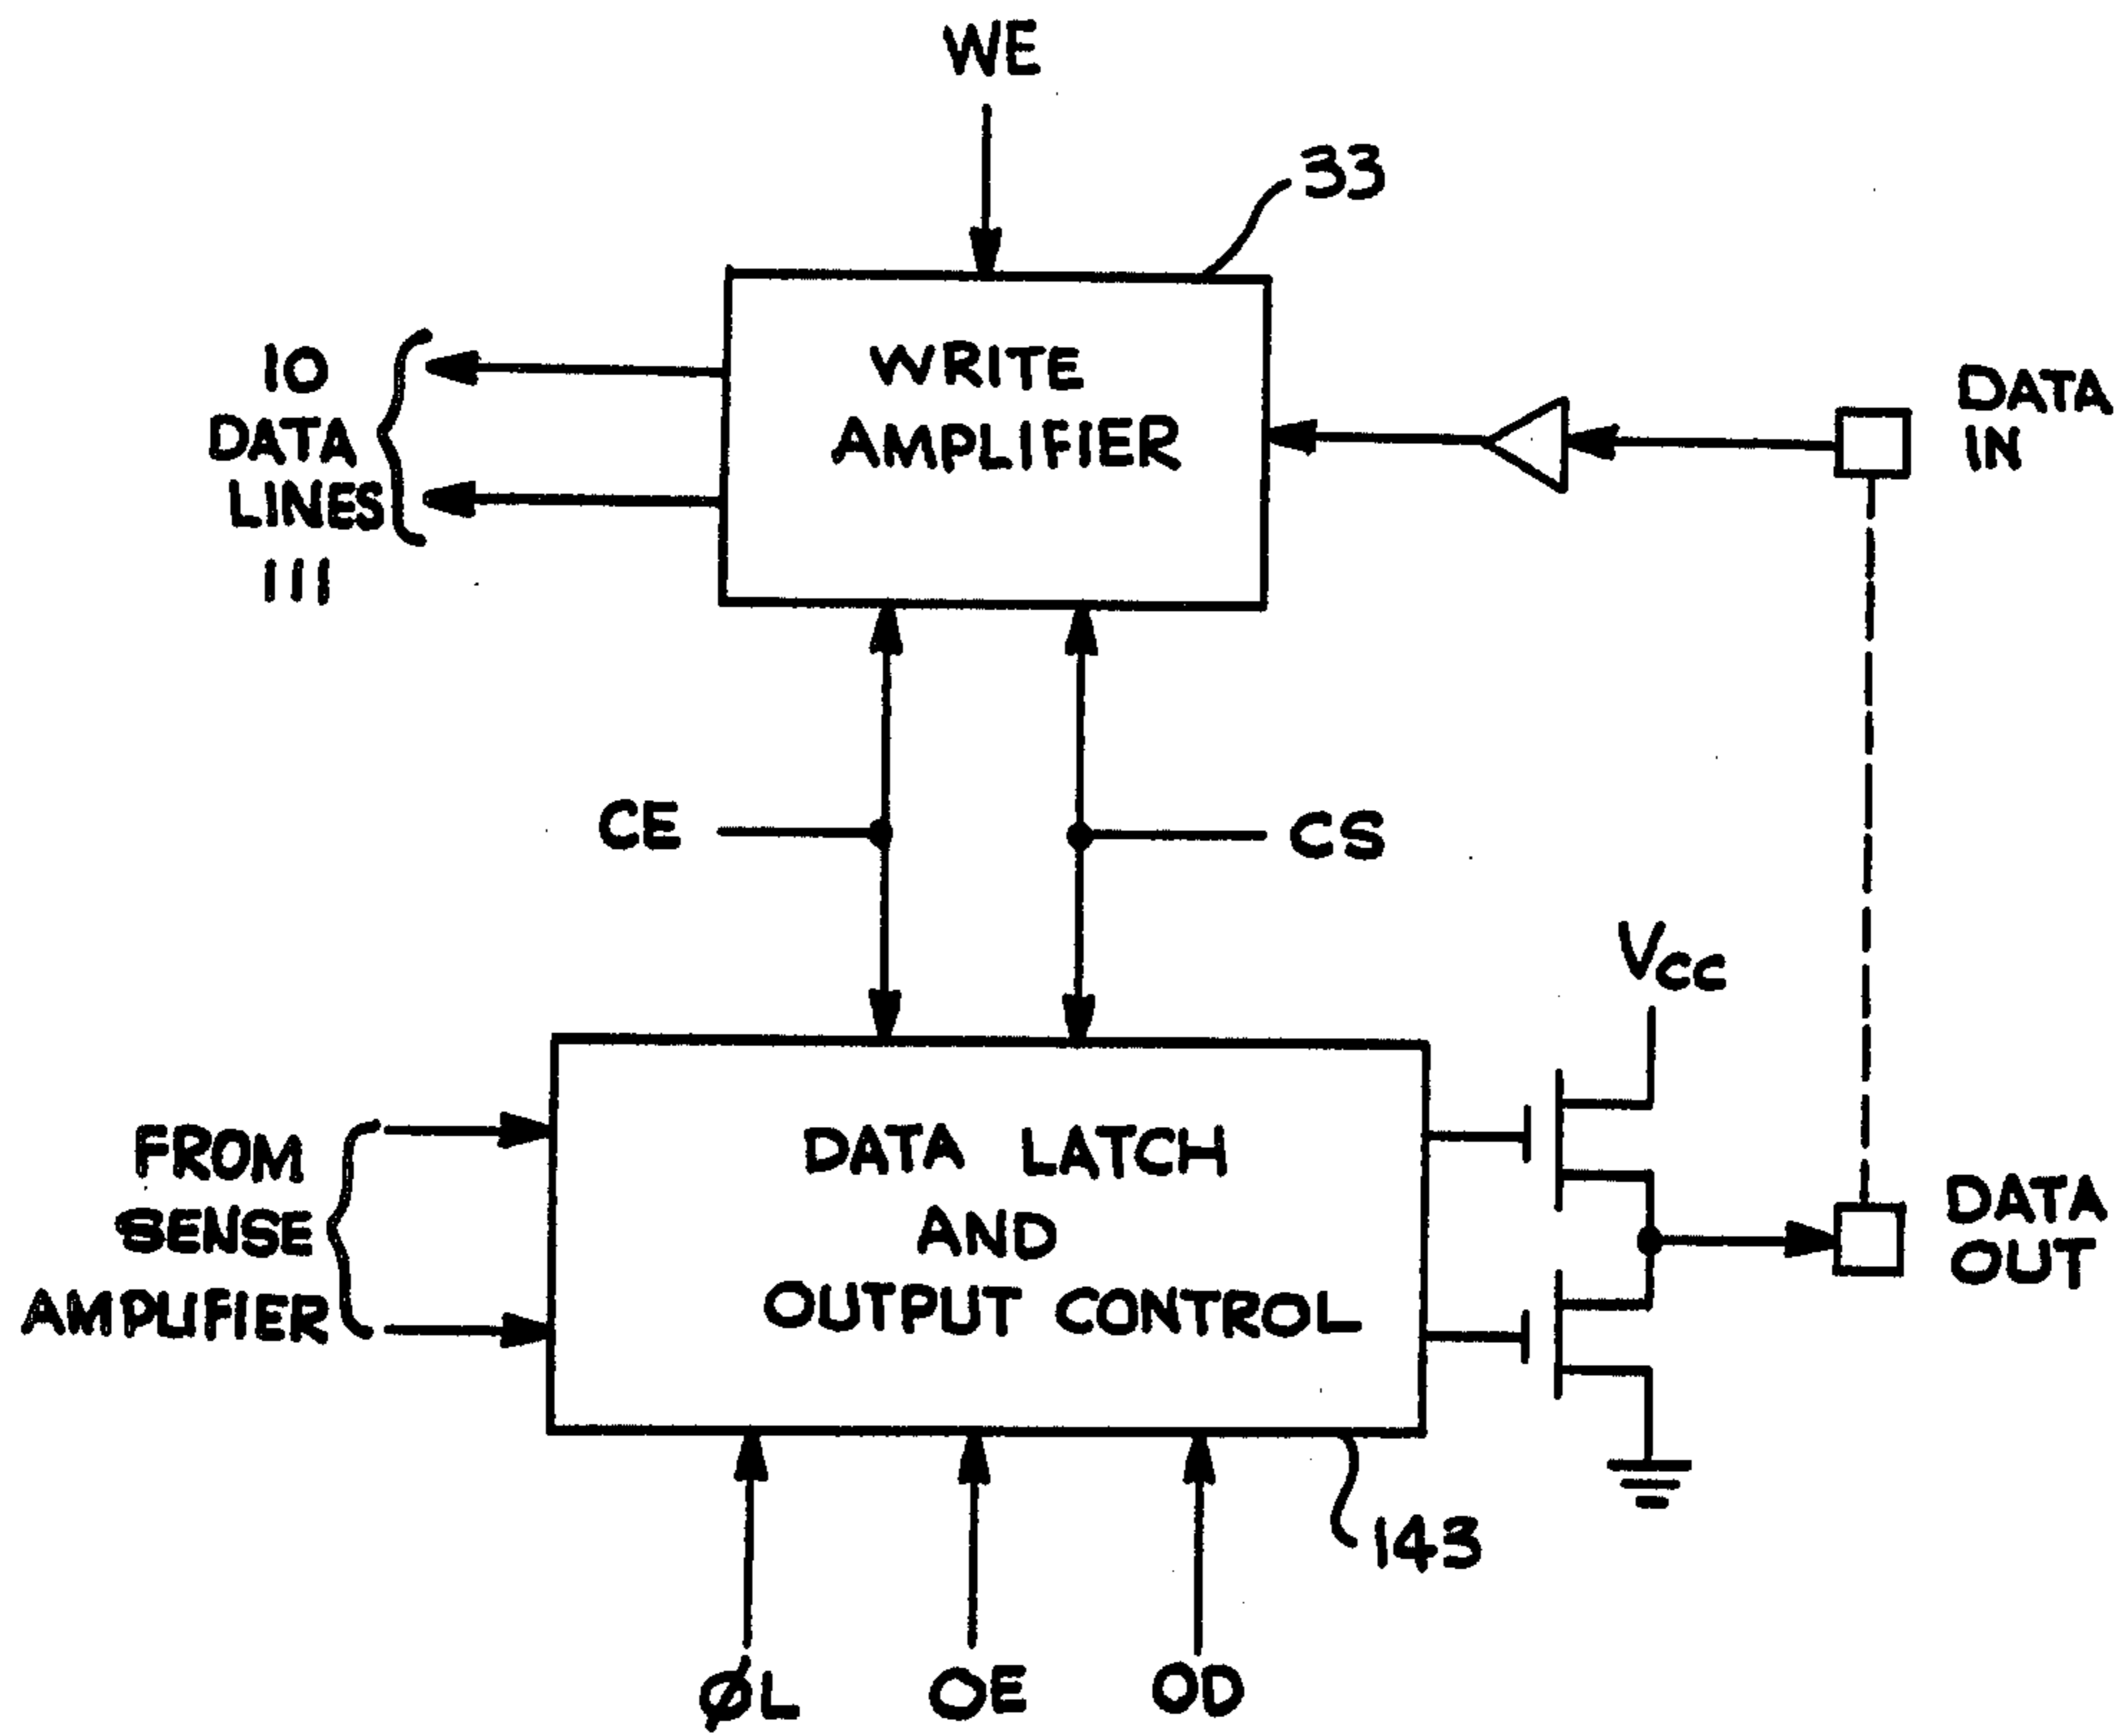 WE
33
IO
DATA
LINES
111
WRITE
AMPLIFIER
DATA
IN
CE
CS
Vcc
FROM
SENSE
AMPLIFIER
DATA LATCH
AND
OUTPUT CONTROL
DATA
OUT
143
ØL
OE
OD